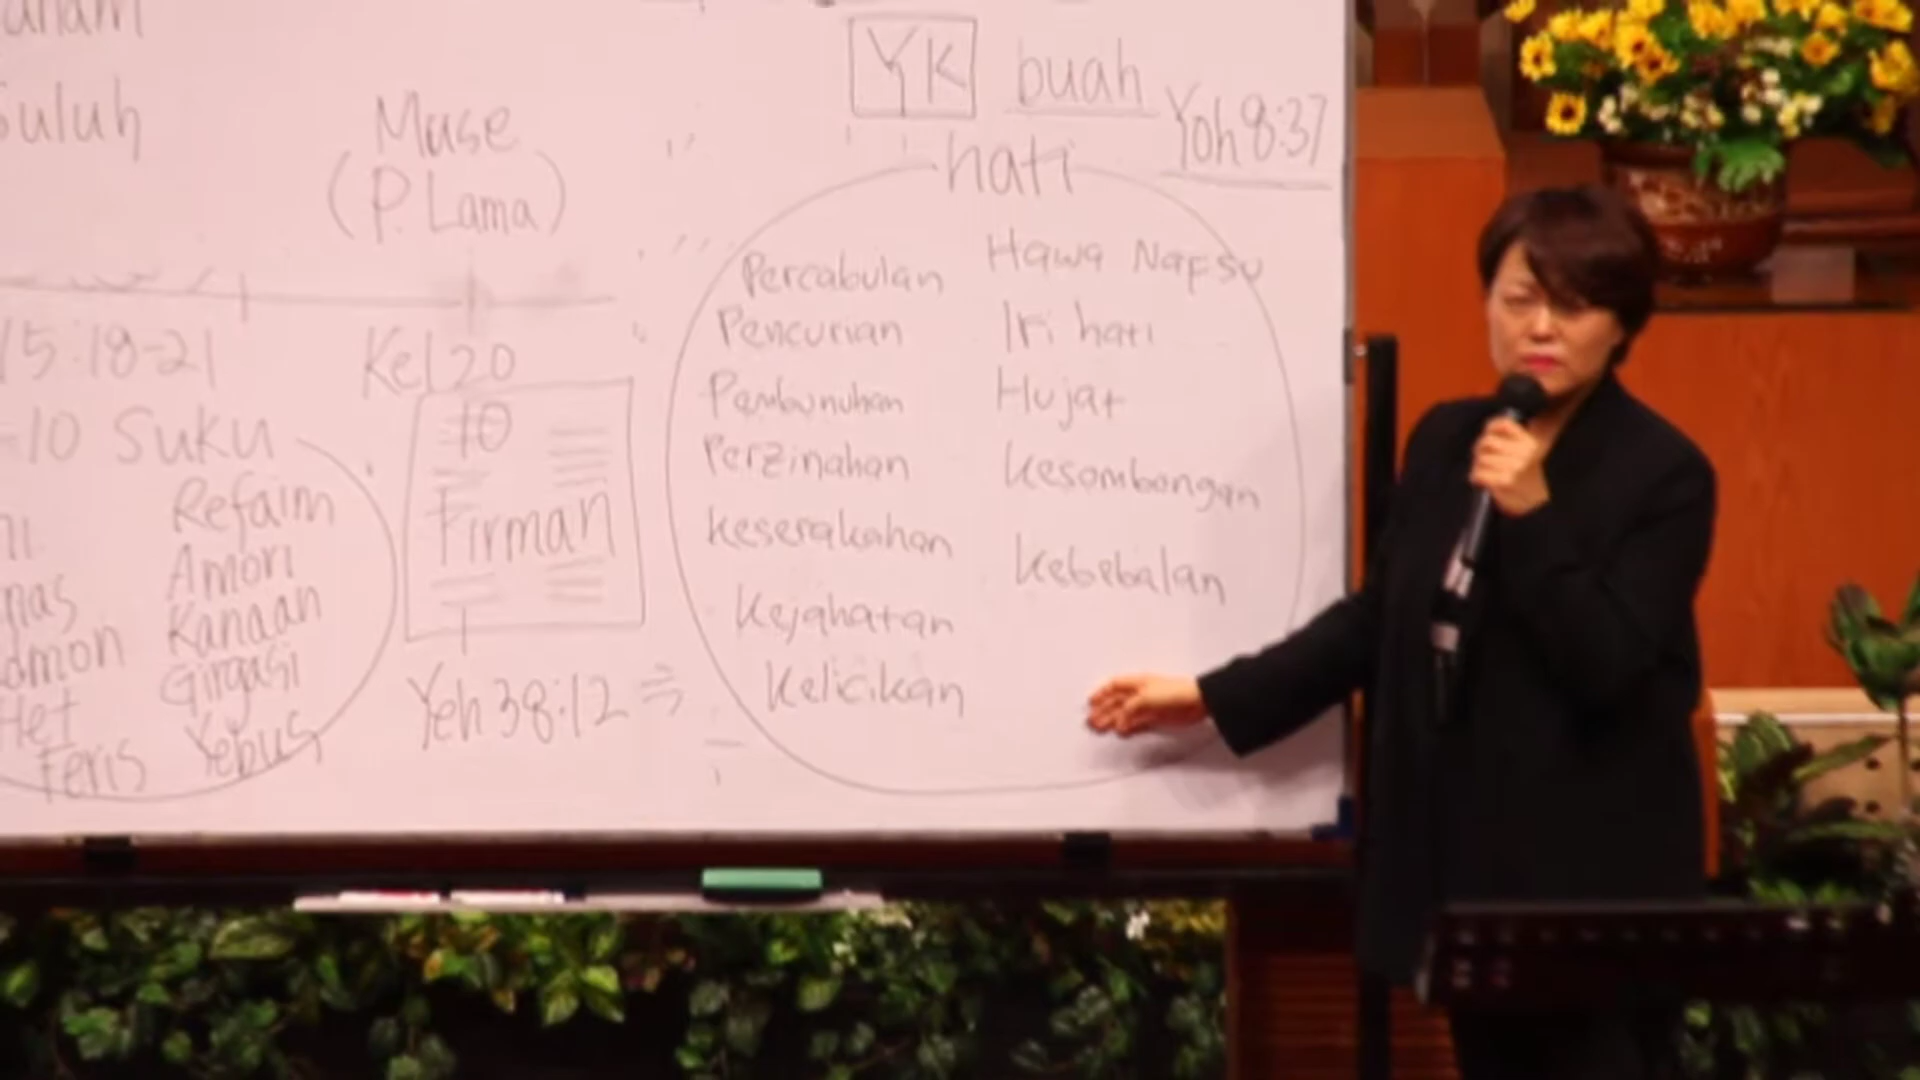 Suluh
Muse
(P. Lama)
YK buah
Yoh 8:37
hati
15:18-21
Kel 20
10 Suku
Refaim
Amori
Kanaan
Girgasi
Het
Feris Yebus
10
Firman
Yeh 38:12 =>
Percabulan
Pencurian
Pembunuhan
Perzinahan
Keserakahan
Kejahatan
Kelicikan
Hawa Nafsu
Iri hati
Hujat
Kesombongan
Kebebalan